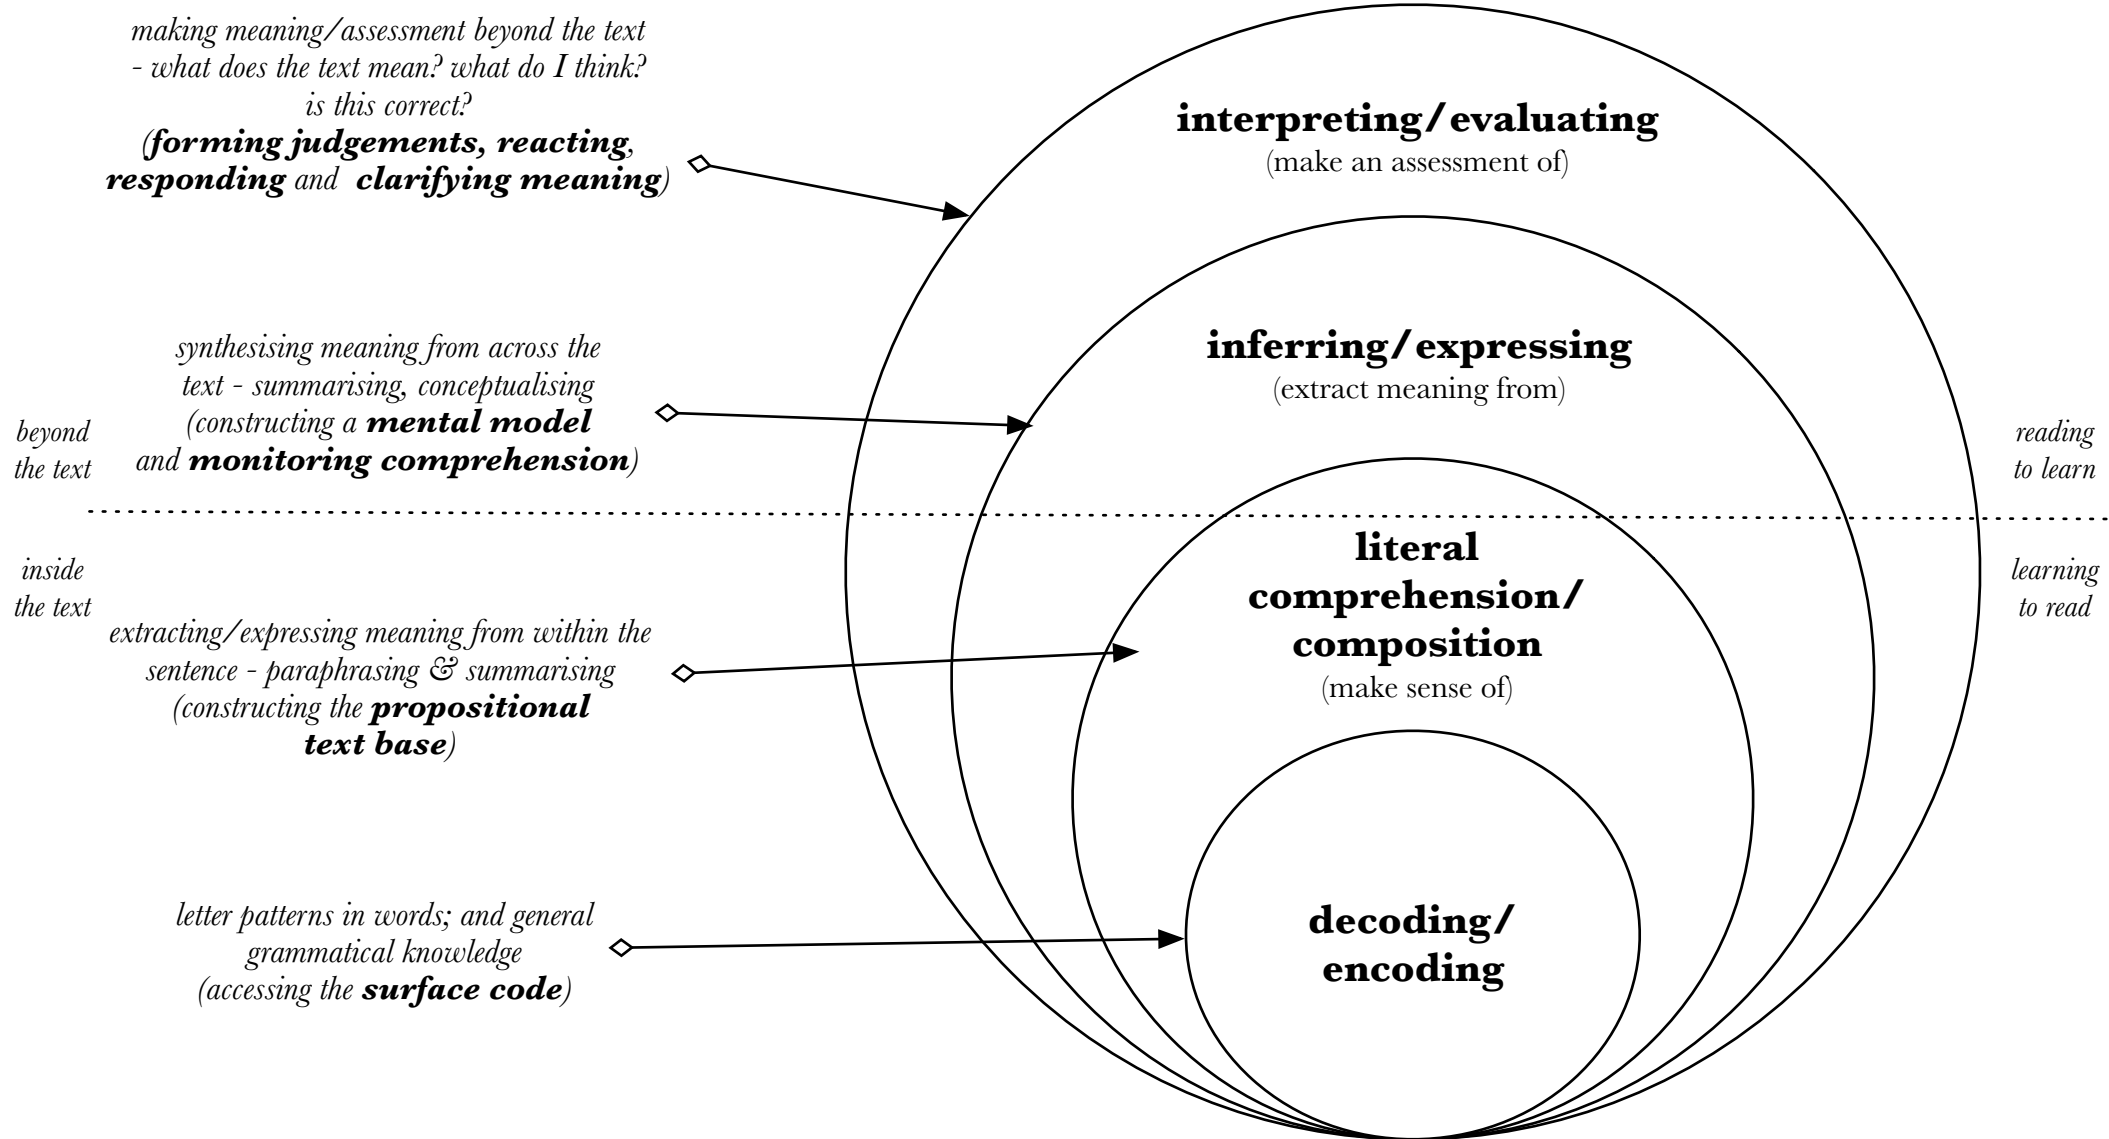 making meaning/assessment beyond the text
- what does the text mean? what do I think?
is this correct?
(forming judgements, reacting,
responding and clarifying meaning)
interpreting/evaluating
(make an assessment of)
synthesising meaning from across the
text - summarising, conceptualising
(constructing a mental model
and monitoring comprehension)
inferring/expressing
(extract meaning from)
beyond
the text
reading
to learn
inside
the text
learning
to read
extracting/expressing meaning from within the
sentence - paraphrasing & summarising
(constructing the propositional
text base)
literal
comprehension/
composition
(make sense of)
letter patterns in words; and general
grammatical knowledge
(accessing the surface code)
decoding/
encoding